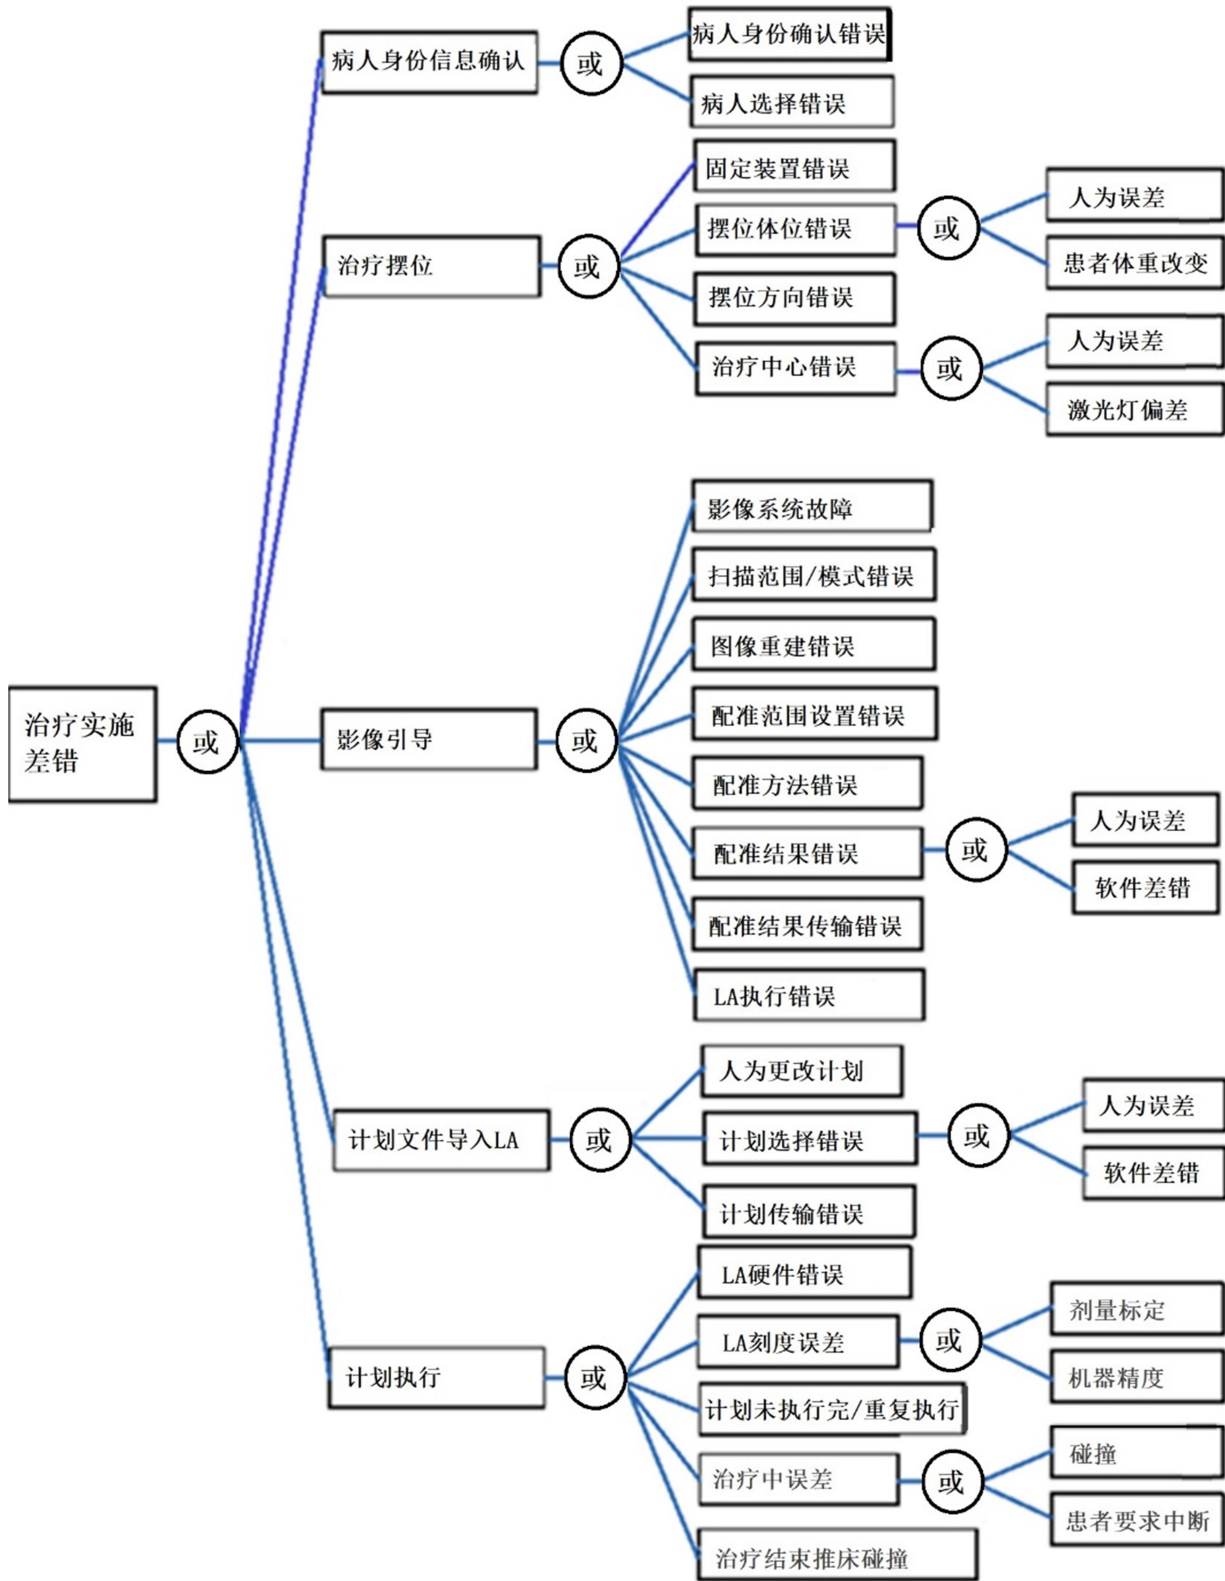 病人身份信息确认
或
病人身份确认错误
病人选择错误
治疗摆位
或
固定装置错误
摆位体位错误
或
人为误差
患者体重改变
摆位方向错误
治疗中心错误
或
人为误差
激光灯偏差
治疗实施
差错
或
影像引导
或
影像系统故障
扫描范围/模式错误
图像重建错误
配准范围设置错误
配准方法错误
配准结果错误
或
人为误差
软件差错
配准结果传输错误
LA执行错误
计划文件导入LA
或
人为更改计划
计划选择错误
或
人为误差
软件差错
计划传输错误
计划执行
或
LA硬件错误
LA刻度误差
或
剂量标定
机器精度
计划未执行完/重复执行
治疗中误差
或
碰撞
患者要求中断
治疗结束推床碰撞